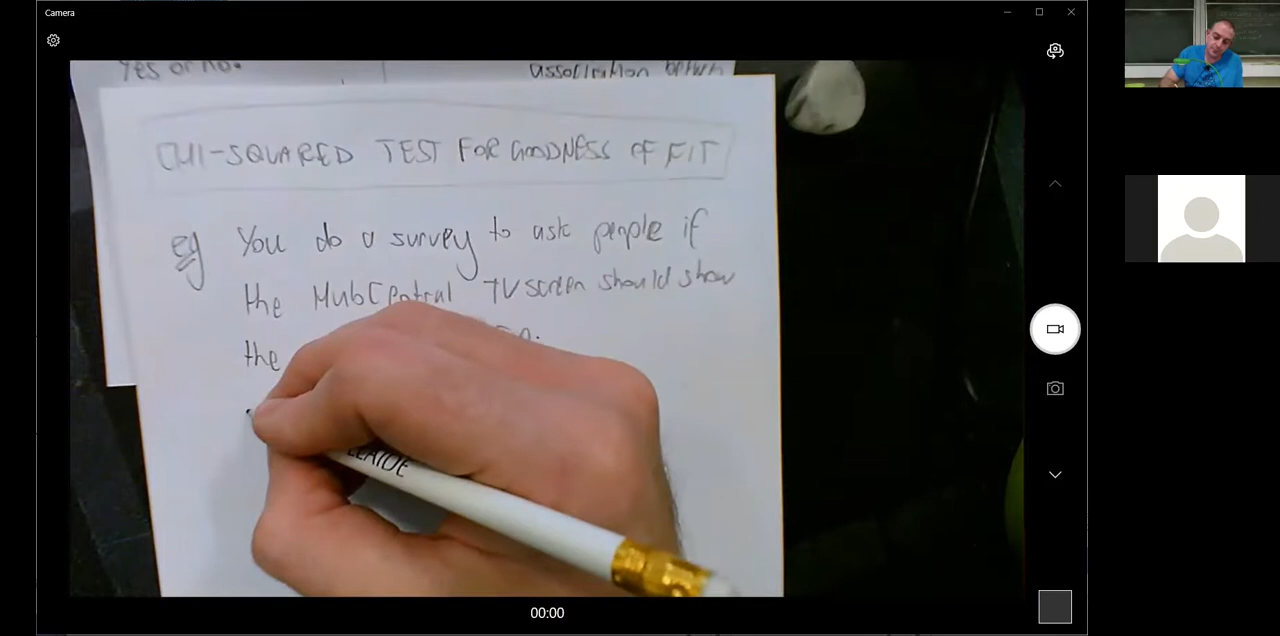 Camera
Yes or no.
association
CHI-SQUARED TEST FOR GOODNESS OF FIT
eg You do a survey to ask people if
the HubCentral TV screen should show
the
00:00